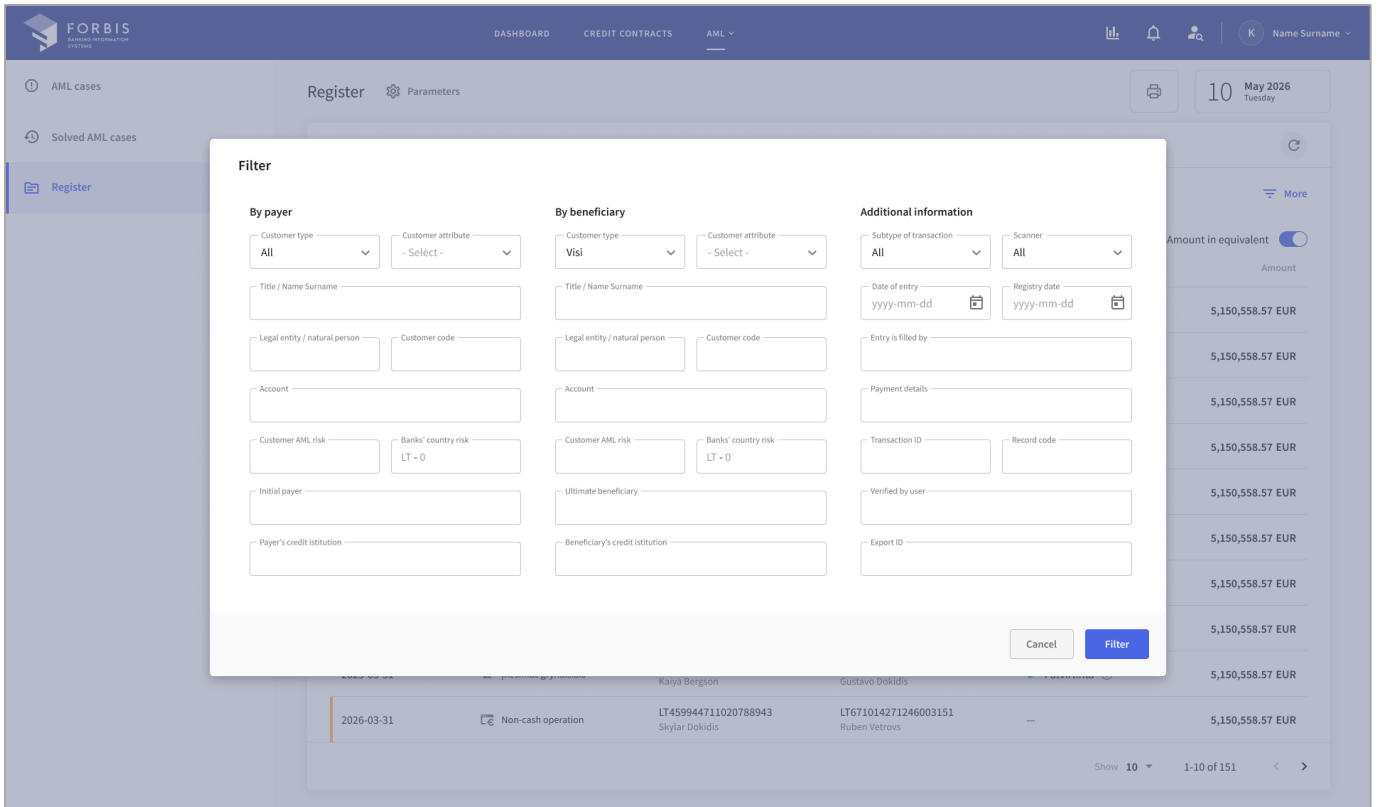 FORBIS
BANKING INFORMATION
SYSTEMS
DASHBOARD
CREDIT CONTRACTS
AML
K
Name Surname
AML cases
Solved AML cases
Register
Register
Parameters
10
May 2026
Tuesday
More
Amount in equivalent
Amount
Filter
By payer
By beneficiary
Additional information
Customer type
Customer attribute
Customer type
Customer attribute
Subtype of transaction
Scanner
All
- Select -
Visi
- Select -
All
All
Title / Name Surname
Title / Name Surname
Date of entry
Registry date
yyyy-mm-dd
yyyy-mm-dd
5,150,558.57 EUR
Legal entity / natural person
Customer code
Legal entity / natural person
Customer code
Entry is filled by
5,150,558.57 EUR
Account
Account
Payment details
5,150,558.57 EUR
Customer AML risk
Banks' country risk
Customer AML risk
Banks' country risk
Transaction ID
Record code
LT - 0
LT - 0
5,150,558.57 EUR
Initial payer
Ultimate beneficiary
Verified by user
5,150,558.57 EUR
Payer's credit istitution
Beneficiary's credit istitution
Export ID
5,150,558.57 EUR
5,150,558.57 EUR
5,150,558.57 EUR
Cancel
Filter
Kaiya Bergson
Gustavo Dokidis
5,150,558.57 EUR
2026-03-31
Non-cash operation
LT459944711020788943
Skylar Dokidis
LT671014271246003151
Ruben Vetrovs
—
5,150,558.57 EUR
Show 10
1-10 of 151